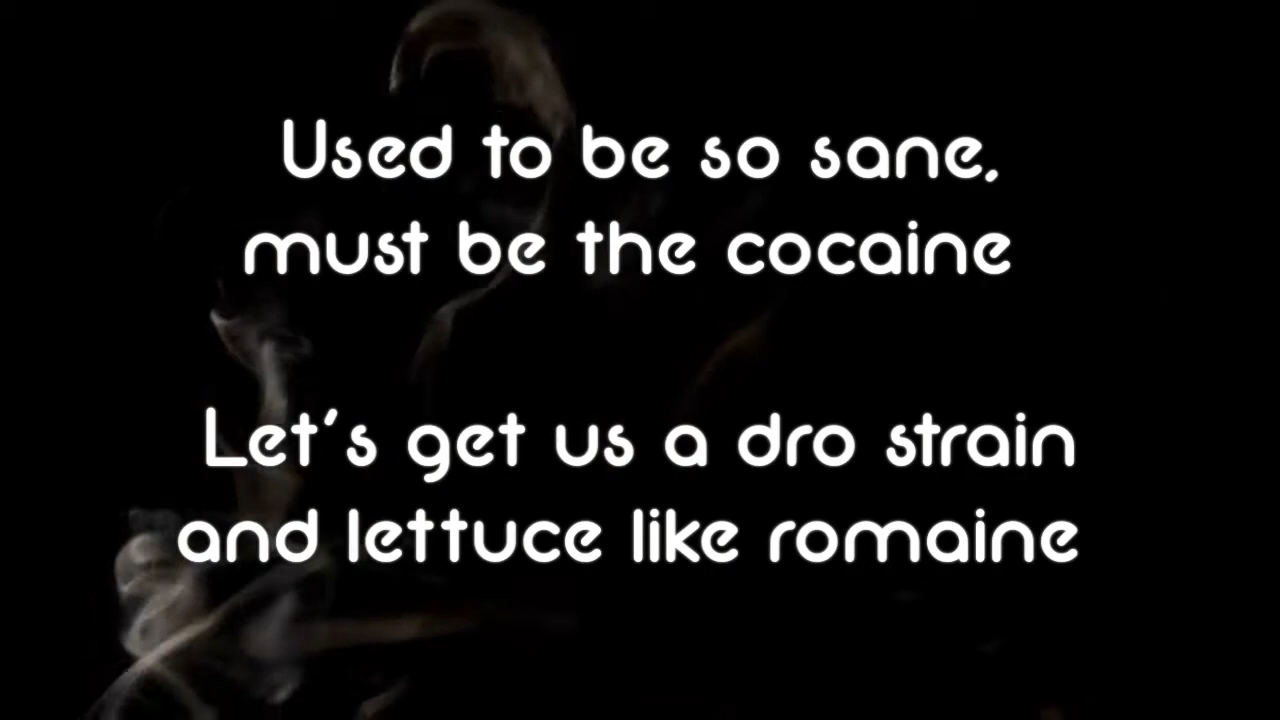 Used to be so sane,
must be the cocaine
Let's get us a dro strain
and lettuce like romaine